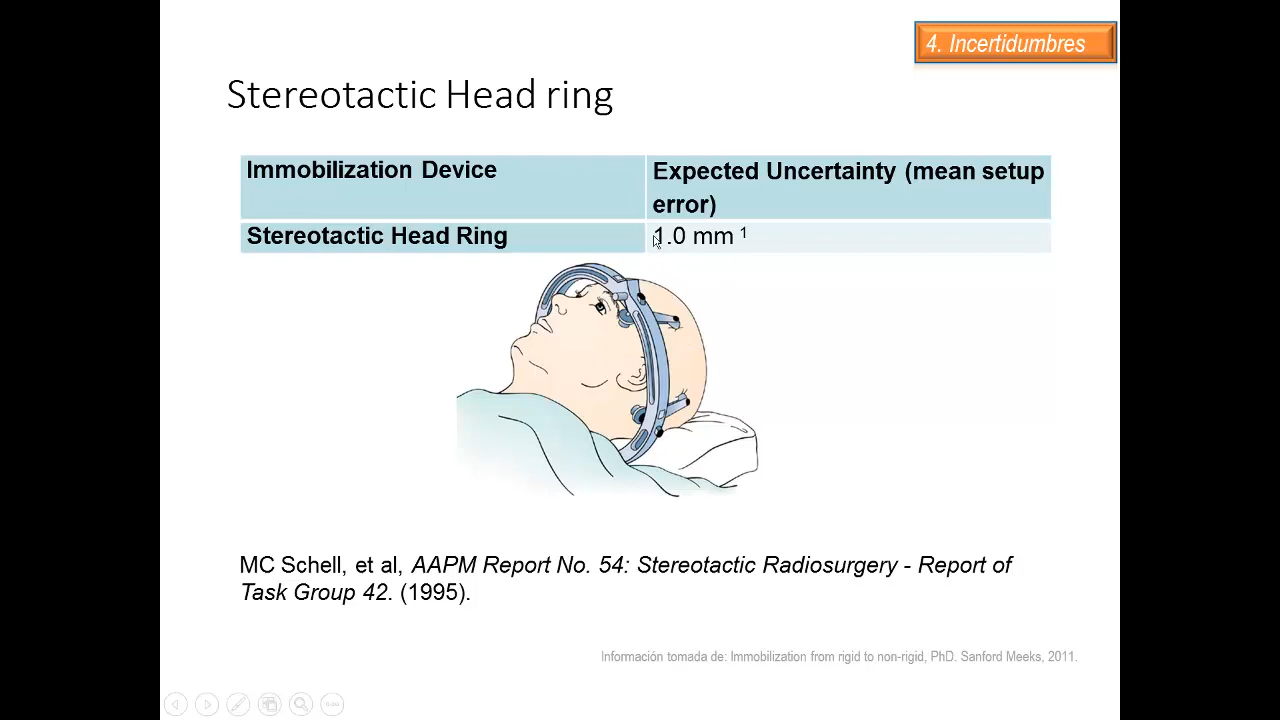 4. Incertidumbres
Stereotactic Head ring
Immobilization Device
Expected Uncertainty (mean setup
error)
Stereotactic Head Ring
1.0 mm 1
MC Schell, et al, AAPM Report No. 54: Stereotactic Radiosurgery - Report of
Task Group 42. (1995).
Información tomada de: Immobilization from rigid to non-rigid, PhD. Sanford Meeks, 2011.